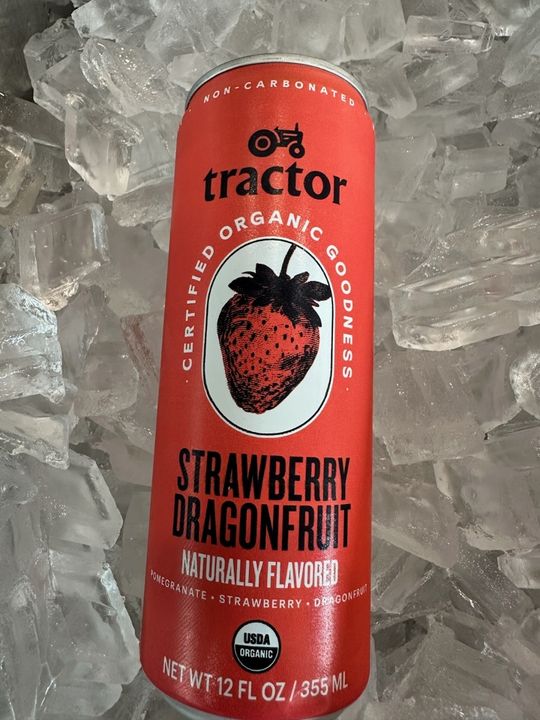 NON-CARBONATED
tractor
CERTIFIED ORGANIC GOODNESS
STRAWBERRY
DRAGONFRUIT
NATURALLY FLAVORED
POMEGRANATE • STRAWBERRY • DRAGONFRUIT
USDA
ORGANIC
NET WT 12 FL OZ / 355 ML